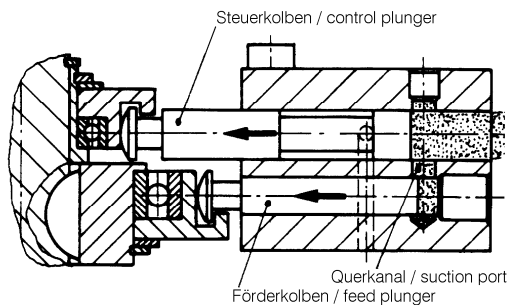 Steuerkolben / control plunger
Querkanal / suction port
Förderkolben / feed plunger